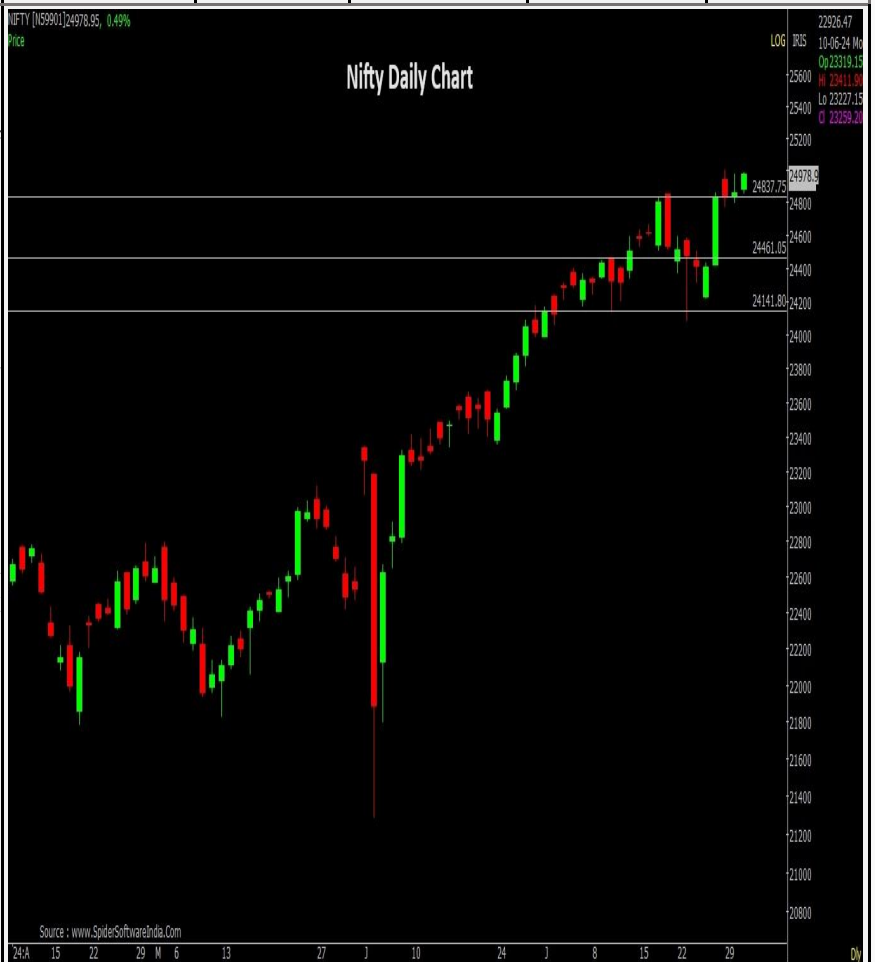 NIFTY [N59901]24978.95, 0.49%
Price
Nifty Daily Chart
LOG
IRIS
22926.47
10-06-24 Mo
Op23319.15
Hi 23411.90
Lo 23227.15
Cl 23259.20
25600
25400
25200
24978.9
24837.75
24800
24600
24461.05
24400
24141.80
24200
24000
23800
23600
23400
23200
23000
22800
22600
22400
22200
22000
21800
21600
21400
21200
21000
20800
Source : www.SpiderSoftwareIndia.Com
24:A 15 22 29 M 6 13 27 J 10 24 J 8 15 22 29 Dly